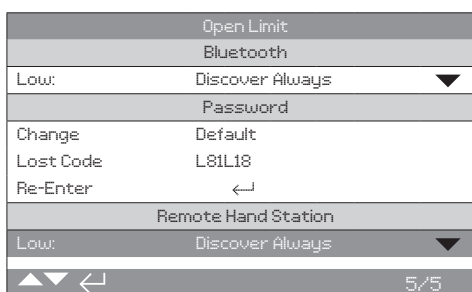 Open Limit
Bluetooth
Low: Discover Always
Password
Change Default
Lost Code L81L18
Re-Enter
Remote Hand Station
Low: Discover Always
5/5